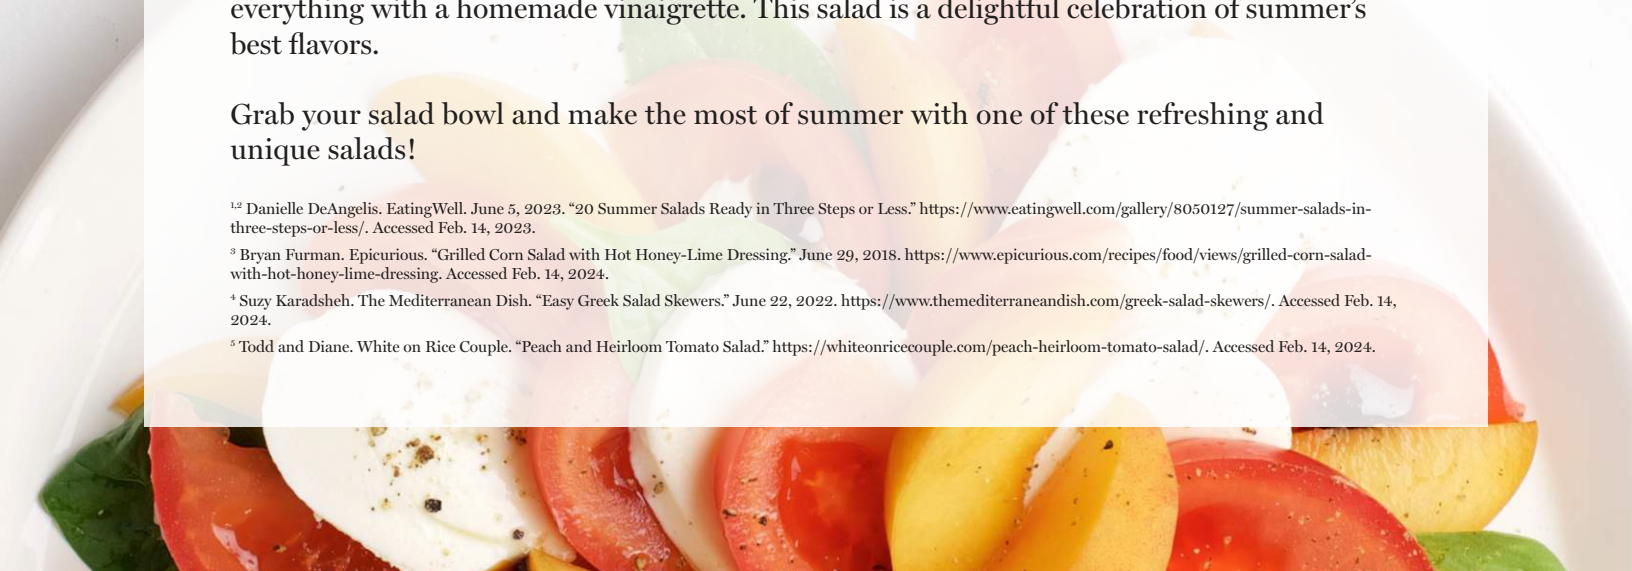 everything with a homemade vinaigrette. This salad is a delightful celebration of summer’s
best flavors.
Grab your salad bowl and make the most of summer with one of these refreshing and
unique salads!
1,2 Danielle DeAngelis. EatingWell. June 5, 2023. “20 Summer Salads Ready in Three Steps or Less.” https://www.eatingwell.com/gallery/8050127/summer-salads-in-
three-steps-or-less/. Accessed Feb. 14, 2023.
3 Bryan Furman. Epicurious. “Grilled Corn Salad with Hot Honey-Lime Dressing.” June 29, 2018. https://www.epicurious.com/recipes/food/views/grilled-corn-salad-
with-hot-honey-lime-dressing. Accessed Feb. 14, 2024.
4 Suzy Karadsheh. The Mediterranean Dish. “Easy Greek Salad Skewers.” June 22, 2022. https://www.themediterraneandish.com/greek-salad-skewers/. Accessed Feb. 14,
2024.
5 Todd and Diane. White on Rice Couple. “Peach and Heirloom Tomato Salad.” https://whiteonricecouple.com/peach-heirloom-tomato-salad/. Accessed Feb. 14, 2024.